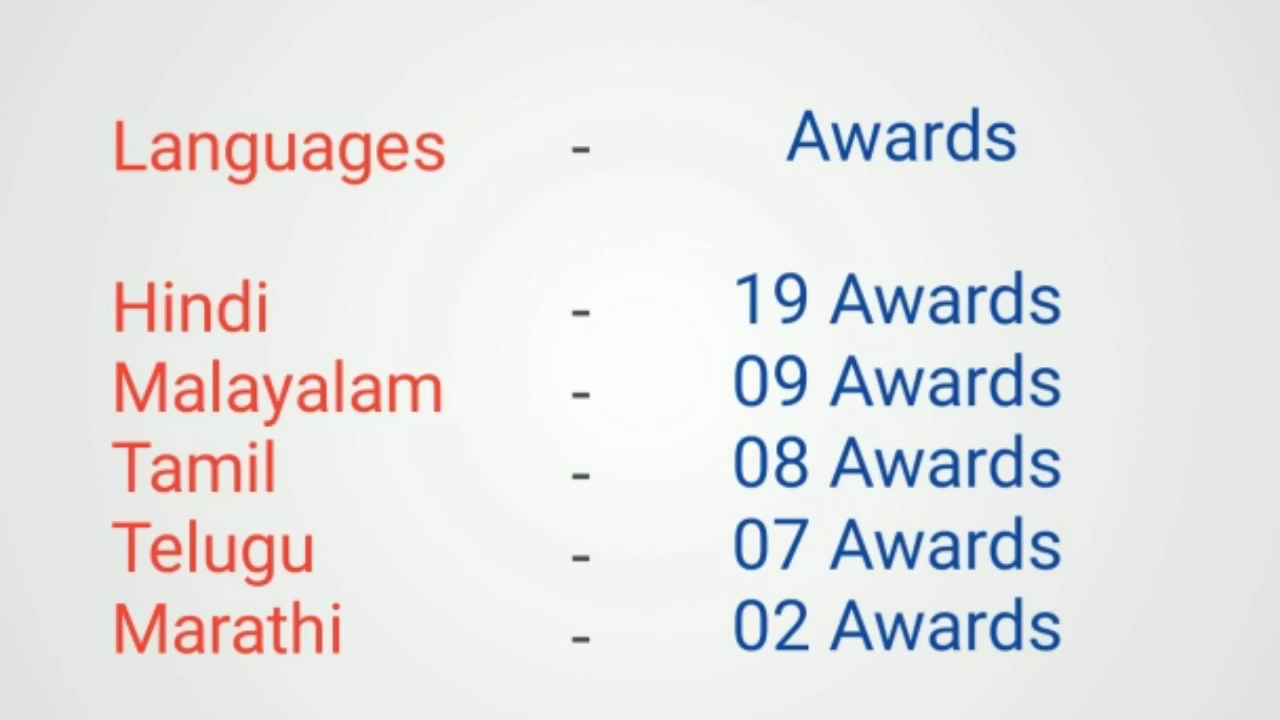 Languages - Awards
Hindi - 19 Awards
Malayalam - 09 Awards
Tamil - 08 Awards
Telugu - 07 Awards
Marathi - 02 Awards